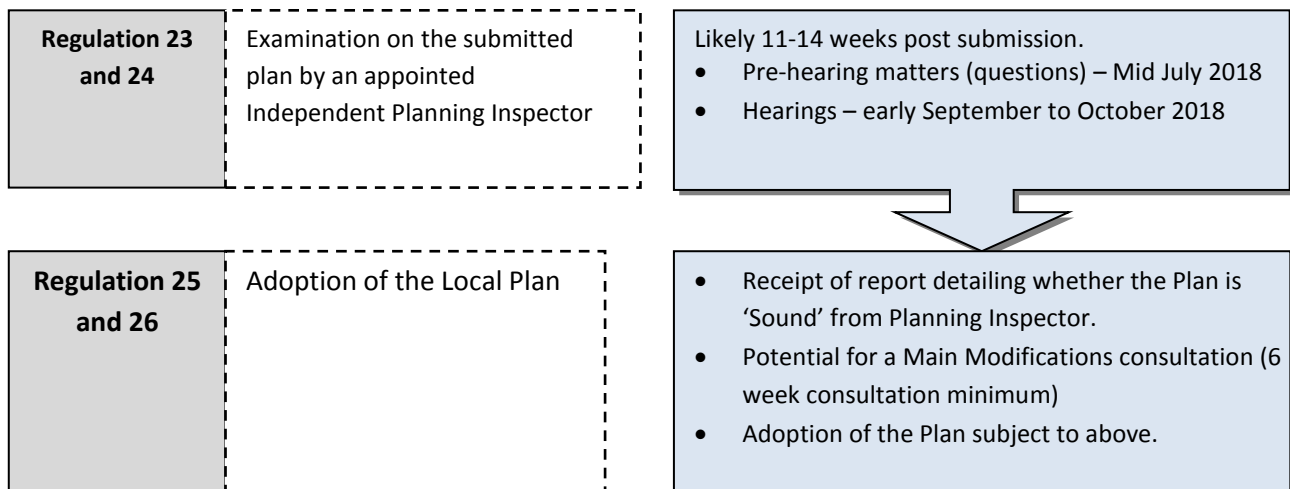 Regulation 23
and 24
Examination on the submitted
plan by an appointed
Independent Planning Inspector
Likely 11-14 weeks post submission.
• Pre-hearing matters (questions) – Mid July 2018
• Hearings – early September to October 2018
Regulation 25
and 26
Adoption of the Local Plan
• Receipt of report detailing whether the Plan is
‘Sound’ from Planning Inspector.
• Potential for a Main Modifications consultation (6
week consultation minimum)
• Adoption of the Plan subject to above.